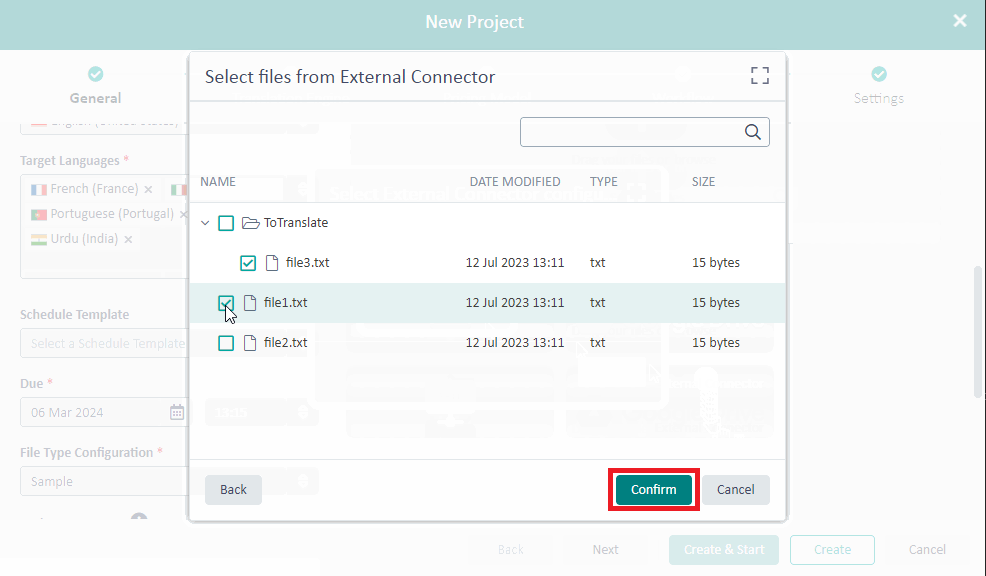 New Project
General
Settings
English (United States)
Target Languages *
French (France) ×
Portuguese (Portugal) ×
Urdu (India) ×
Schedule Template
Select a Schedule Template
Due *
06 Mar 2024
File Type Configuration *
Sample
Select files from External Connector
NAME DATE MODIFIED TYPE SIZE
ToTranslate
file3.txt 12 Jul 2023 13:11 txt 15 bytes
file1.txt 12 Jul 2023 13:11 txt 15 bytes
file2.txt 12 Jul 2023 13:11 txt 15 bytes
Back Confirm Cancel
Back Next Create & Start Create Cancel